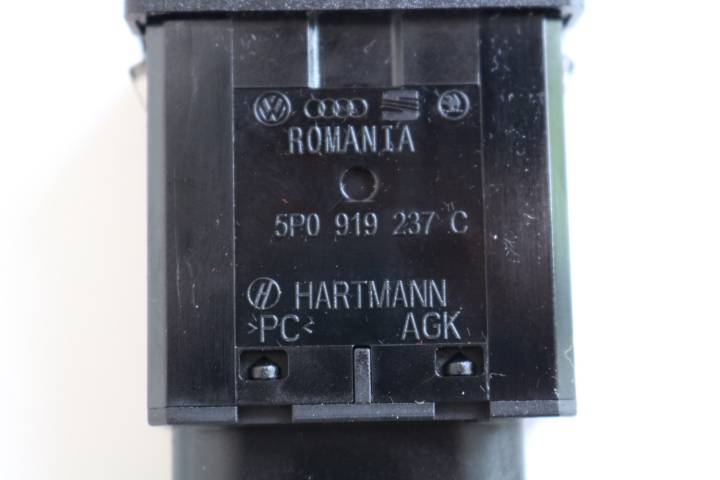 ROMANIA
5P0 919 237 C
HARTMANN
>PC< AGK